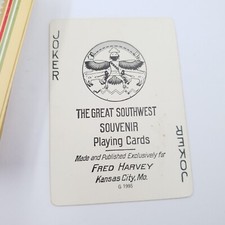 JOKER
THE GREAT SOUTHWEST
SOUVENIR
Playing Cards
Made and Published Exclusively for
FRED HARVEY
Kansas City, Mo.
JOKER